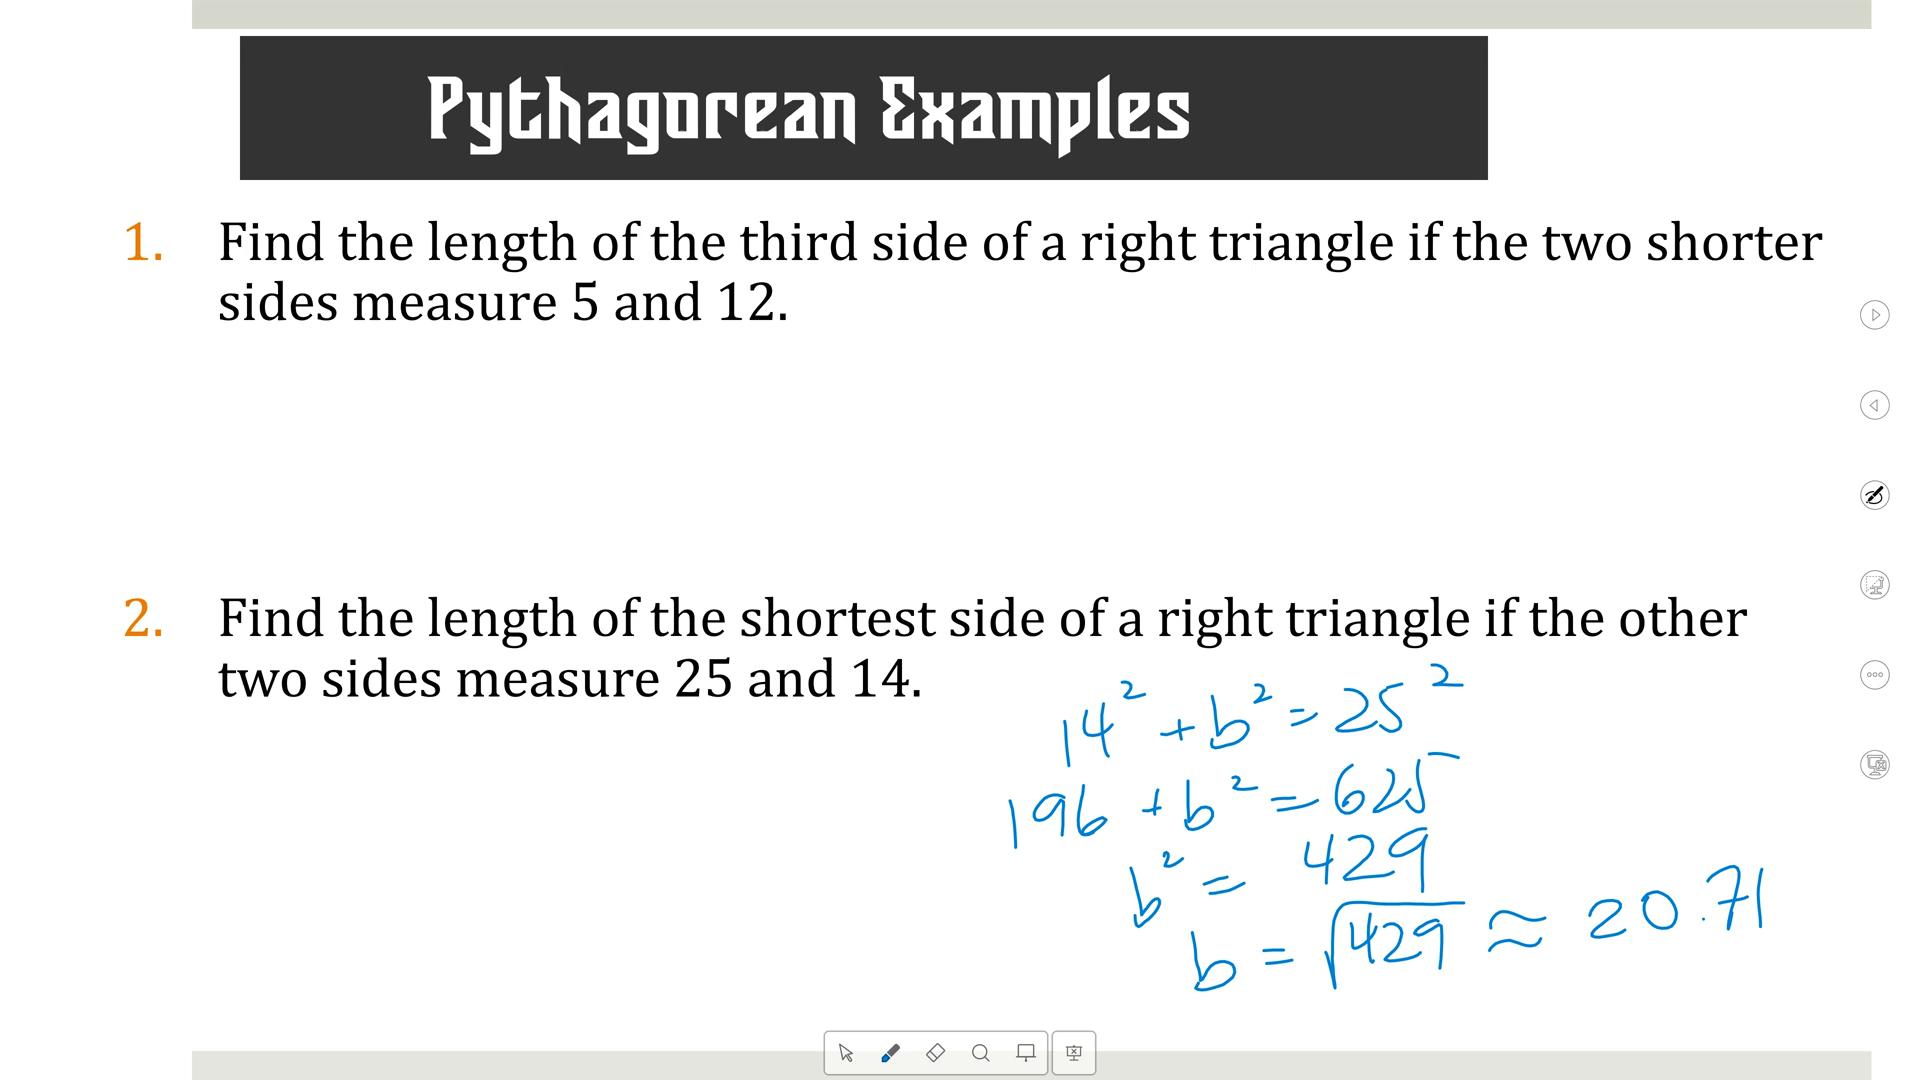 Pythagorean Examples
1. Find the length of the third side of a right triangle if the two shorter
sides measure 5 and 12.
2. Find the length of the shortest side of a right triangle if the other
two sides measure 25 and 14.
14² + b² = 25²
196 + b² = 625
b² = 429
b = √429 ≈ 20.71